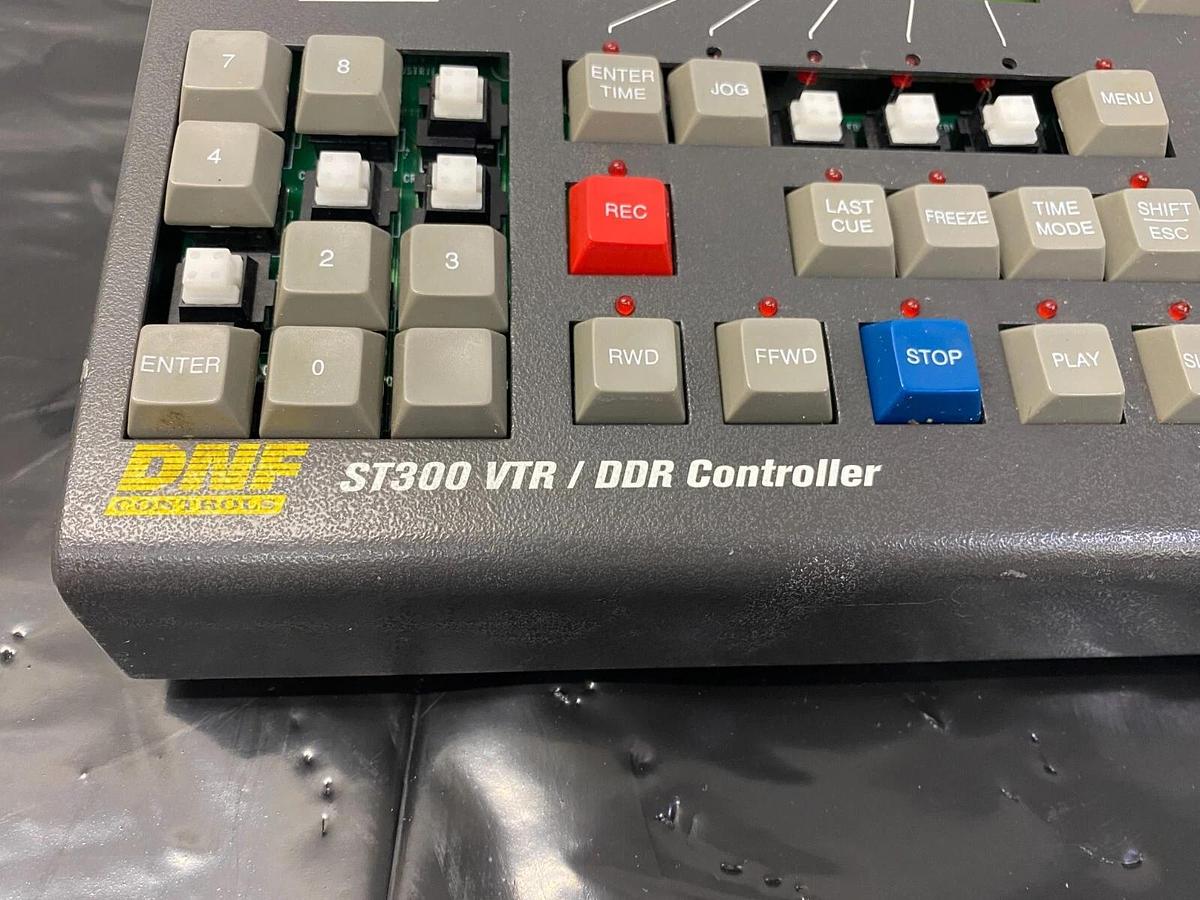 7
8
4
2
3
ENTER
0
ENTER
TIME
JOG
MENU
REC
LAST
CUE
FREEZE
TIME
MODE
SHIFT
ESC
RWD
FFWD
STOP
PLAY
DNF
CONTROLS
ST300 VTR / DDR Controller